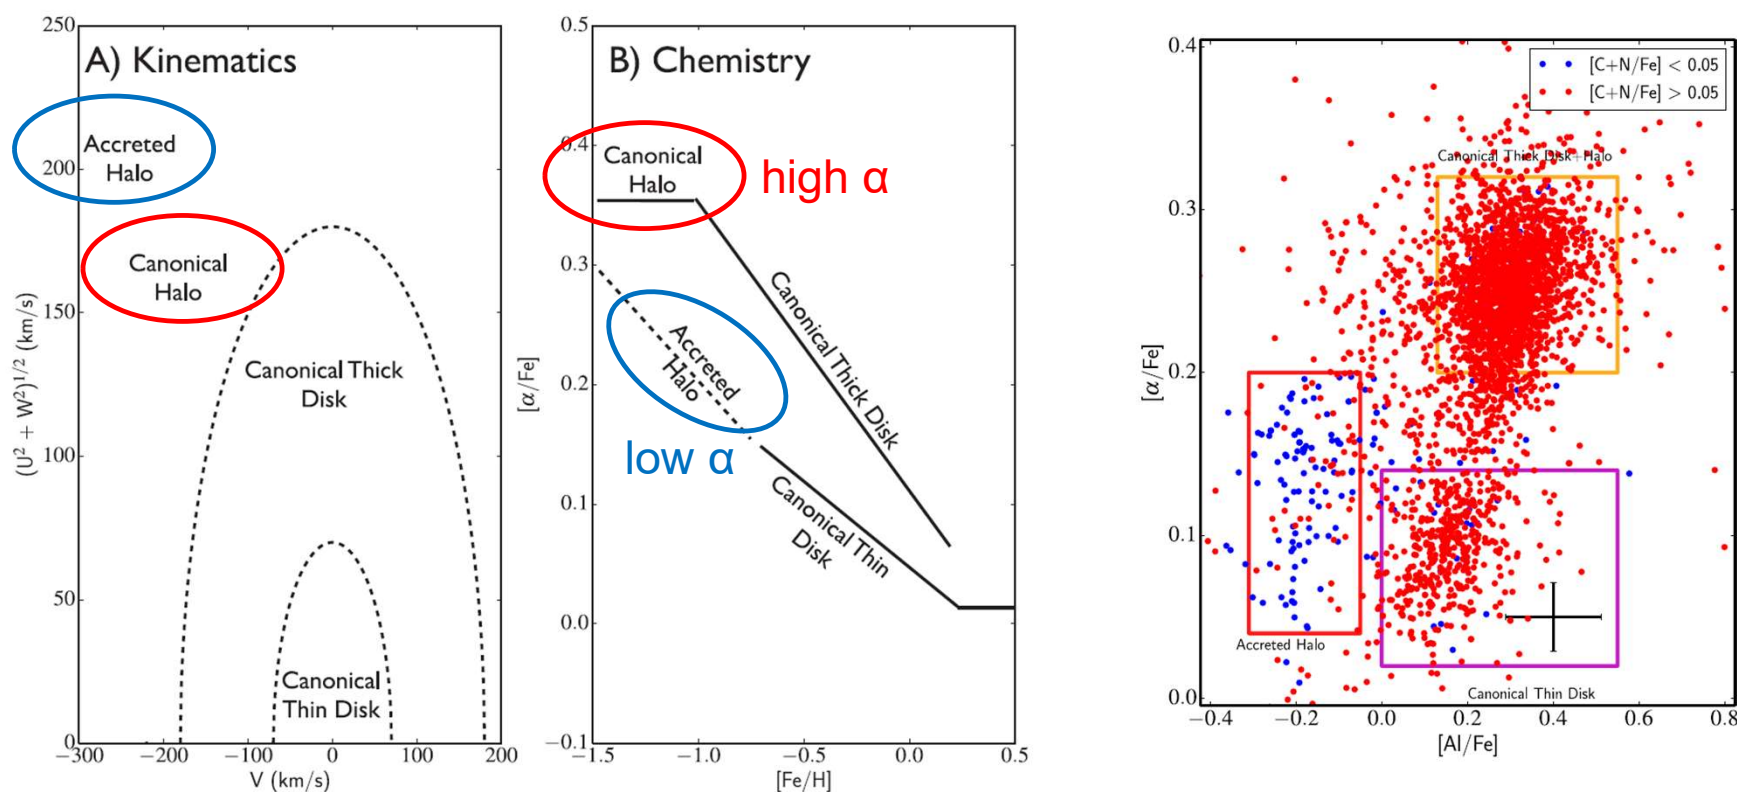 A) Kinematics
250
200
150
100
50
0
(U² + W²)^1/2 (km/s)
Accreted
Halo
Canonical
Halo
Canonical Thick
Disk
Canonical
Thin Disk
−300
−200
−100
0
100
200
V (km/s)
B) Chemistry
0.5
0.4
0.3
0.2
0.1
0.0
−0.1
[α/Fe]
Canonical
Halo
high α
Accreted
Halo
low α
Canonical Thick Disk
Canonical Thin
Disk
−1.5
−1.0
−0.5
0.0
0.5
[Fe/H]
0.4
0.3
0.2
0.1
0.0
[α/Fe]
[C+N/Fe] < 0.05
[C+N/Fe] > 0.05
Canonical Thick Disk+Halo
Accreted Halo
Canonical Thin Disk
−0.4
−0.2
0.0
0.2
0.4
0.6
0.8
[Al/Fe]